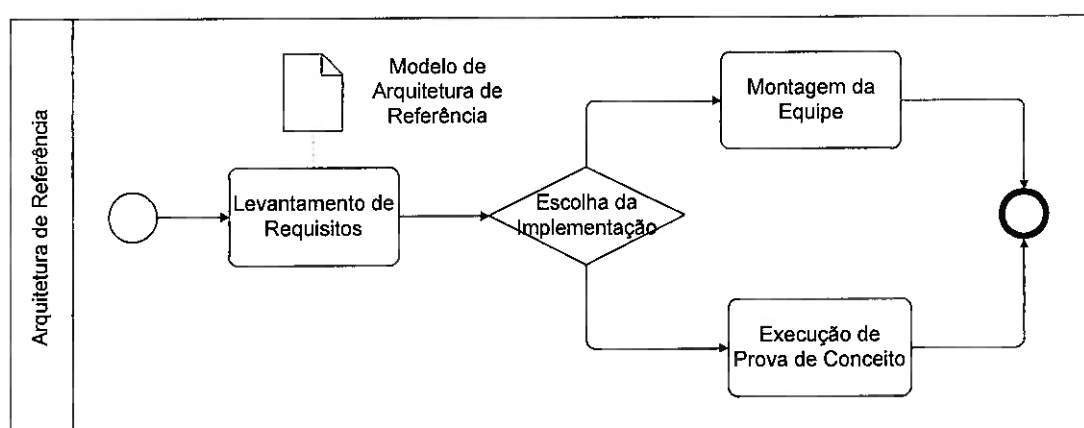 Arquitetura de Referência
Modelo de
Arquitetura de
Referência
Levantamento de
Requisitos
Escolha da
Implementação
Montagem da
Equipe
Execução de
Prova de Conceito